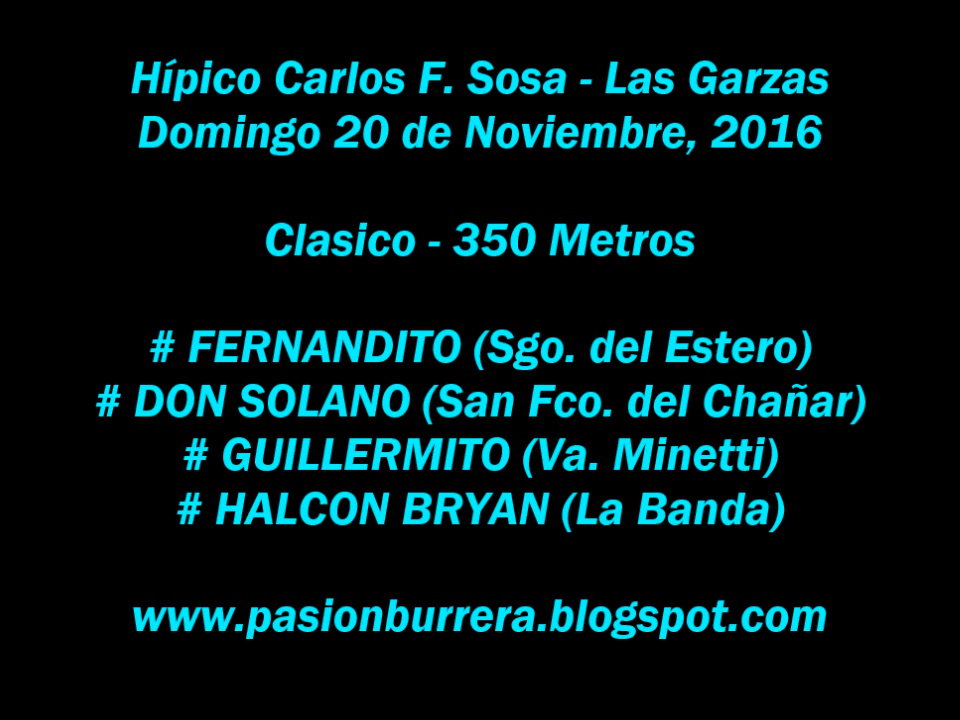 Hípico Carlos F. Sosa - Las Garzas
Domingo 20 de Noviembre, 2016
Clasico - 350 Metros
# FERNANDITO (Sgo. del Estero)
# DON SOLANO (San Fco. del Chañar)
# GUILLERMITO (Va. Minetti)
# HALCON BRYAN (La Banda)
www.pasionburrera.blogspot.com